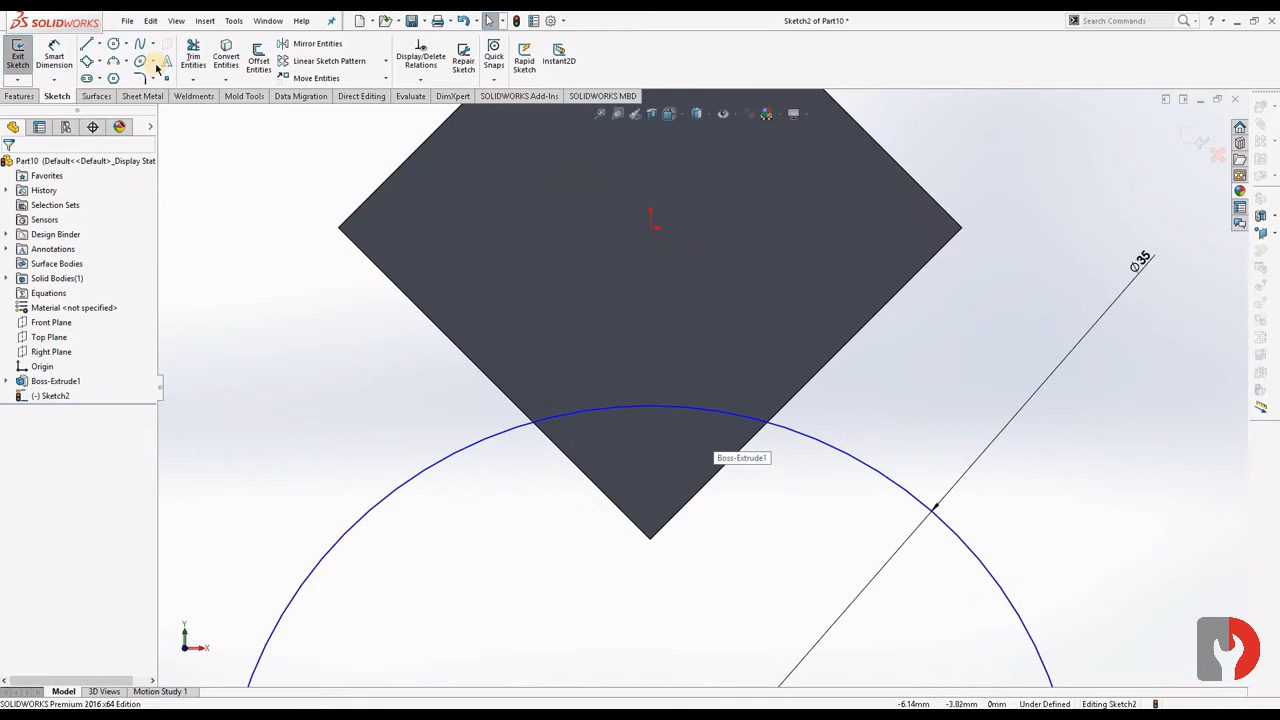 SOLIDWORKS
File
Edit
View
Insert
Tools
Window
Help
Sketch2 of Part10 *
Search Commands
Exit Sketch
Smart Dimension
Trim Entities
Convert Entities
Offset Entities
Mirror Entities
Linear Sketch Pattern
Move Entities
Display/Delete Relations
Repair Sketch
Quick Snaps
Rapid Sketch
Instant2D
Features
Sketch
Surfaces
Sheet Metal
Weldments
Mold Tools
Data Migration
Direct Editing
Evaluate
DimXpert
SOLIDWORKS Add-Ins
SOLIDWORKS MBD
Part10 (Default<<Default>_Display Stat
Favorites
History
Selection Sets
Sensors
Design Binder
Annotations
Surface Bodies
Solid Bodies(1)
Equations
Material <not specified>
Front Plane
Top Plane
Right Plane
Origin
Boss-Extrude1
(-) Sketch2
Ø35
Boss-Extrude1
Y
X
Model
3D Views
Motion Study 1
SOLIDWORKS Premium 2016 x64 Edition
-6.14mm
-3.82mm
0mm
Under Defined
Editing Sketch2